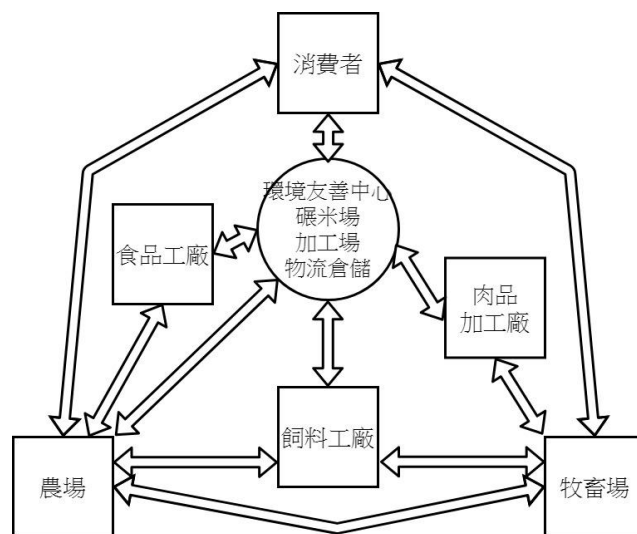 消費者
環境友善中心
碾米場
加工場
物流倉儲
食品工廠
肉品
加工廠
飼料工廠
農場
牧畜場